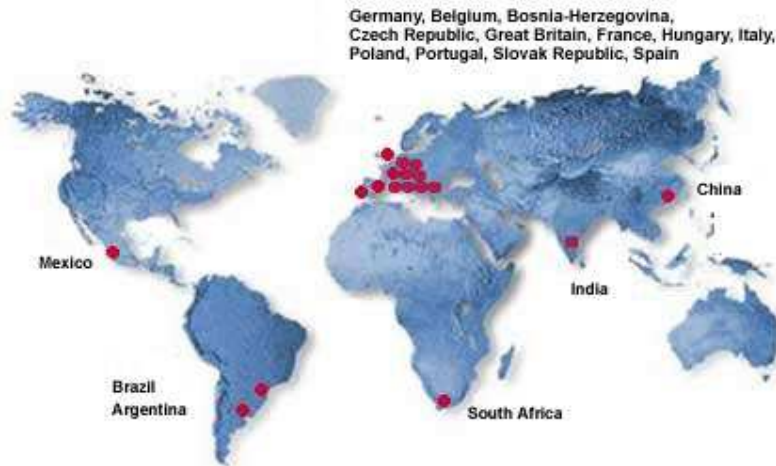 Germany, Belgium, Bosnia-Herzegovina,
Czech Republic, Great Britain, France, Hungary, Italy,
Poland, Portugal, Slovak Republic, Spain
China
Mexico
India
Brazil
Argentina
South Africa